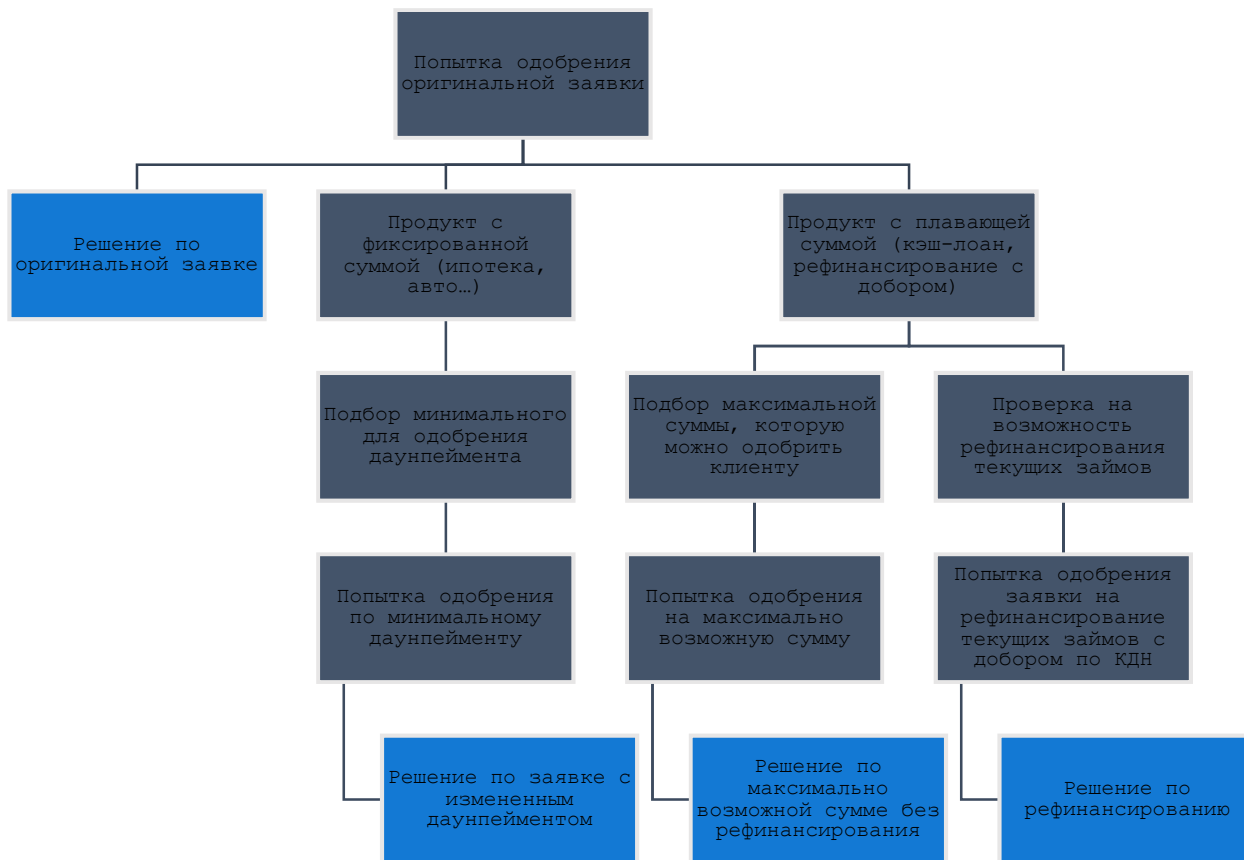 Попытка одобрения
оригинальной заявки
Решение по
оригинальной заявке
Продукт с
фиксированной
суммой (ипотека,
авто…)
Продукт с плавающей
суммой (кэш-лоан,
рефинансирование с
добором)
Подбор минимального
для одобрения
даунпеймента
Подбор максимальной
суммы, которую
можно одобрить
клиенту
Проверка на
возможность
рефинансирования
текущих займов
Попытка одобрения
по минимальному
даунпейменту
Попытка одобрения
на максимально
возможную сумму
Попытка одобрения
заявки на
рефинансирование
текущих займов с
добором по КДН
Решение по заявке с
измененным
даунпейментом
Решение по
максимально
возможной сумме без
рефинансирования
Решение по
рефинансированию